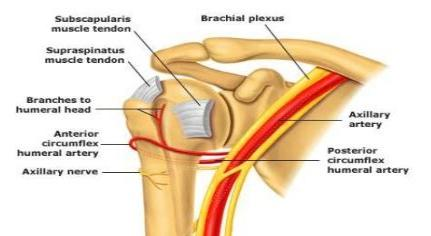 Subscapularis
muscle tendon
Brachial plexus
Supraspinatus
muscle tendon
Branches to
humeral head
Anterior
circumflex
humeral artery
Axillary nerve
Axillary
artery
Posterior
circumflex
humeral artery